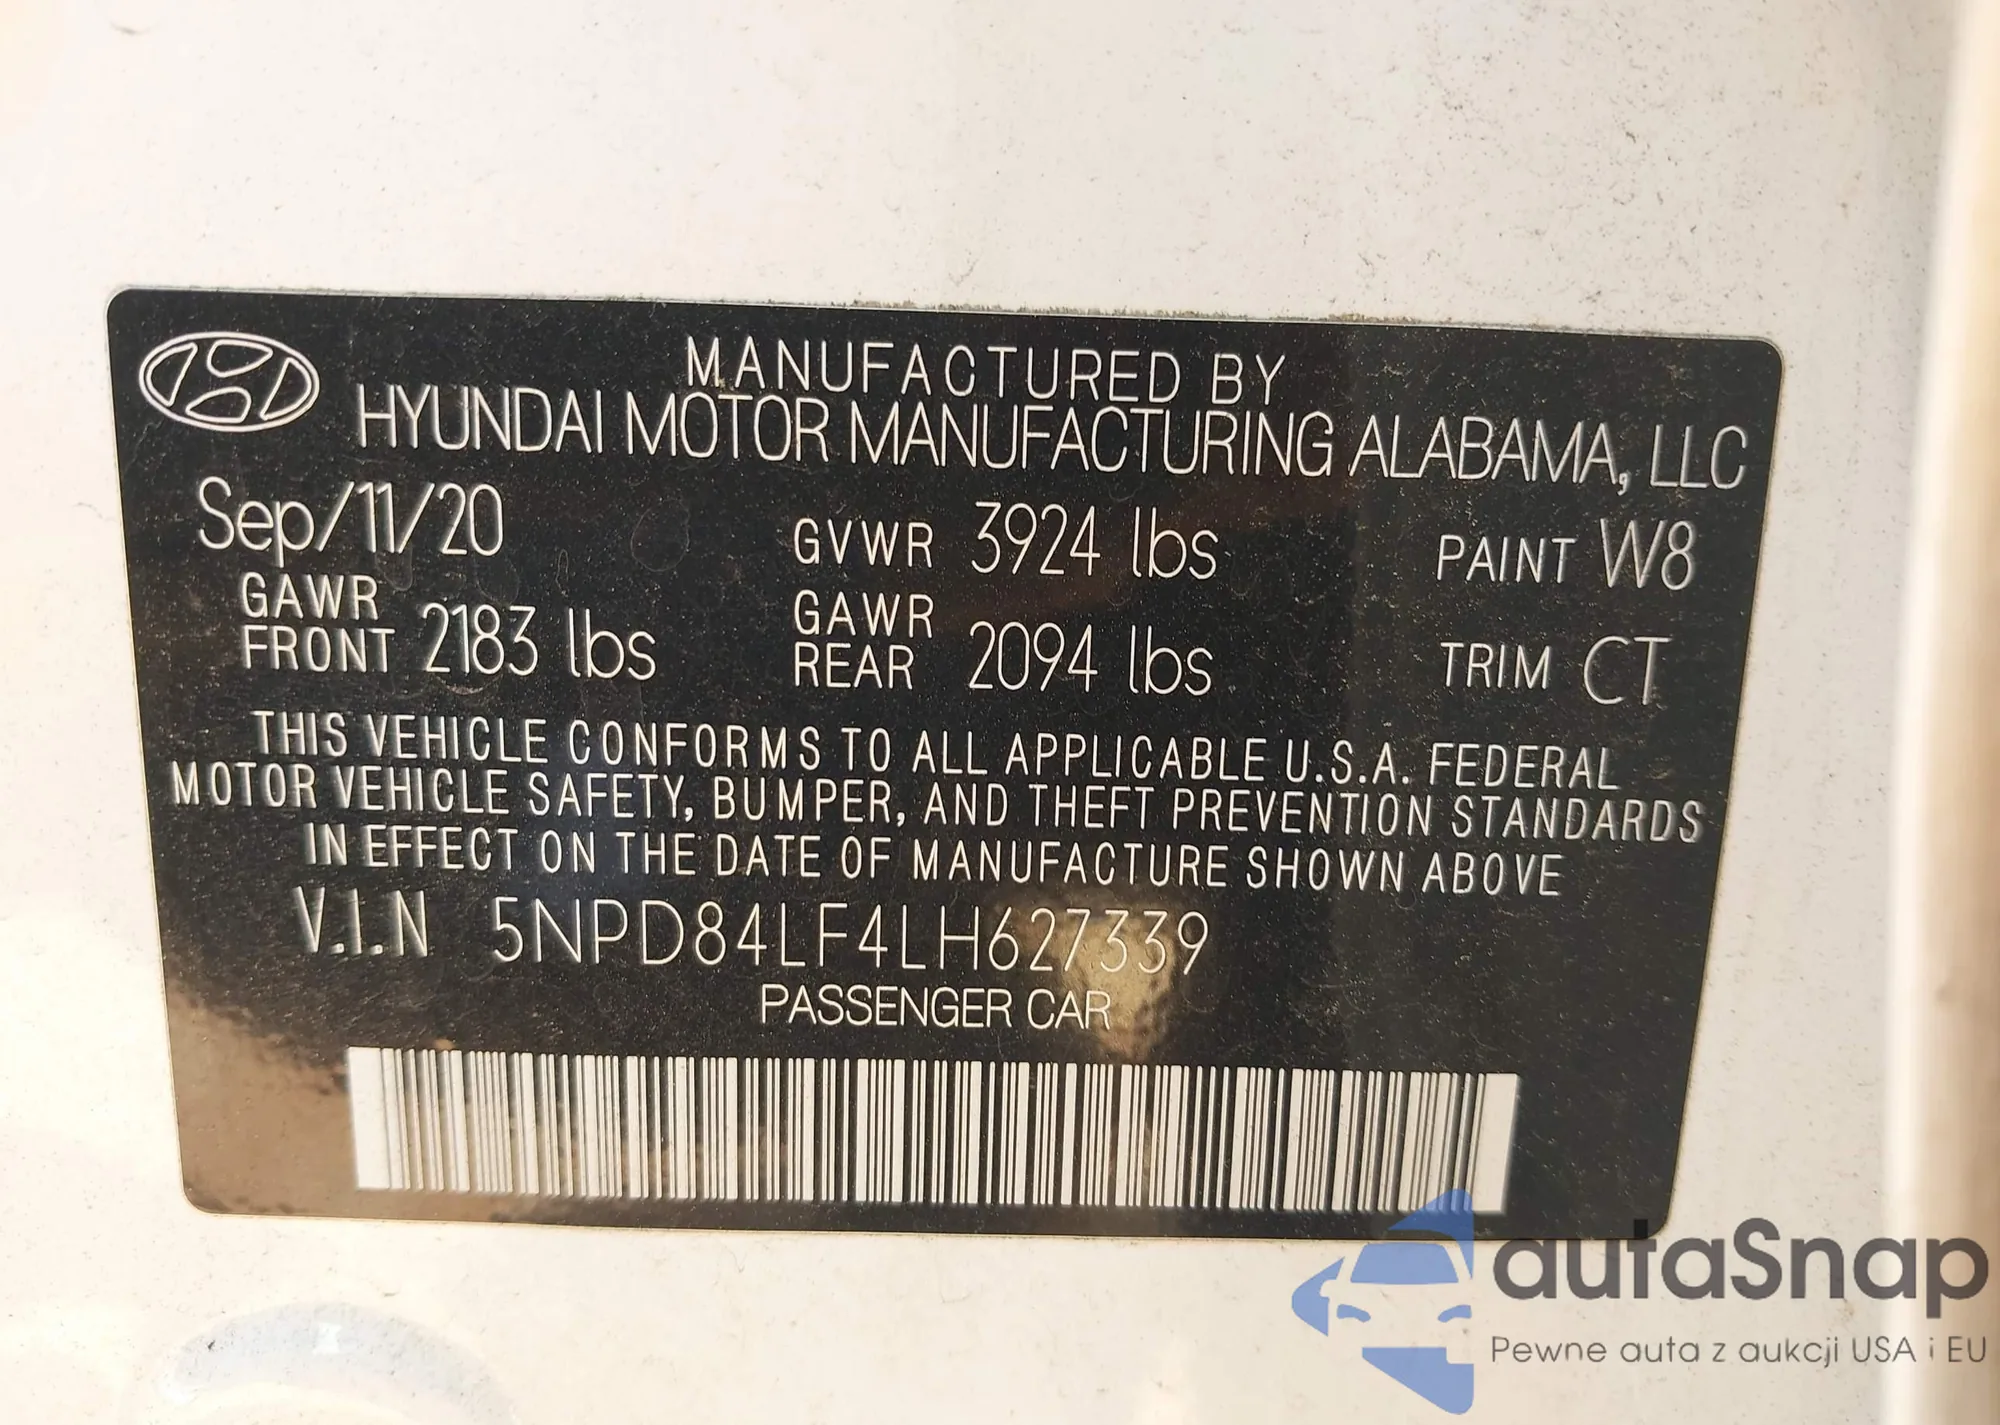 MANUFACTURED BY
HYUNDAI MOTOR MANUFACTURING ALABAMA, LLC
Sep/11/20 GVWR 3924 lbs PAINT W8
GAWR FRONT 2183 lbs GAWR REAR 2094 lbs TRIM CT
THIS VEHICLE CONFORMS TO ALL APPLICABLE U.S.A. FEDERAL
MOTOR VEHICLE SAFETY, BUMPER, AND THEFT PREVENTION STANDARDS
IN EFFECT ON THE DATE OF MANUFACTURE SHOWN ABOVE
V.I.N 5NPD84LF4LH627339
PASSENGER CAR
autaSnap
Pewne auta z aukcji USA i EU